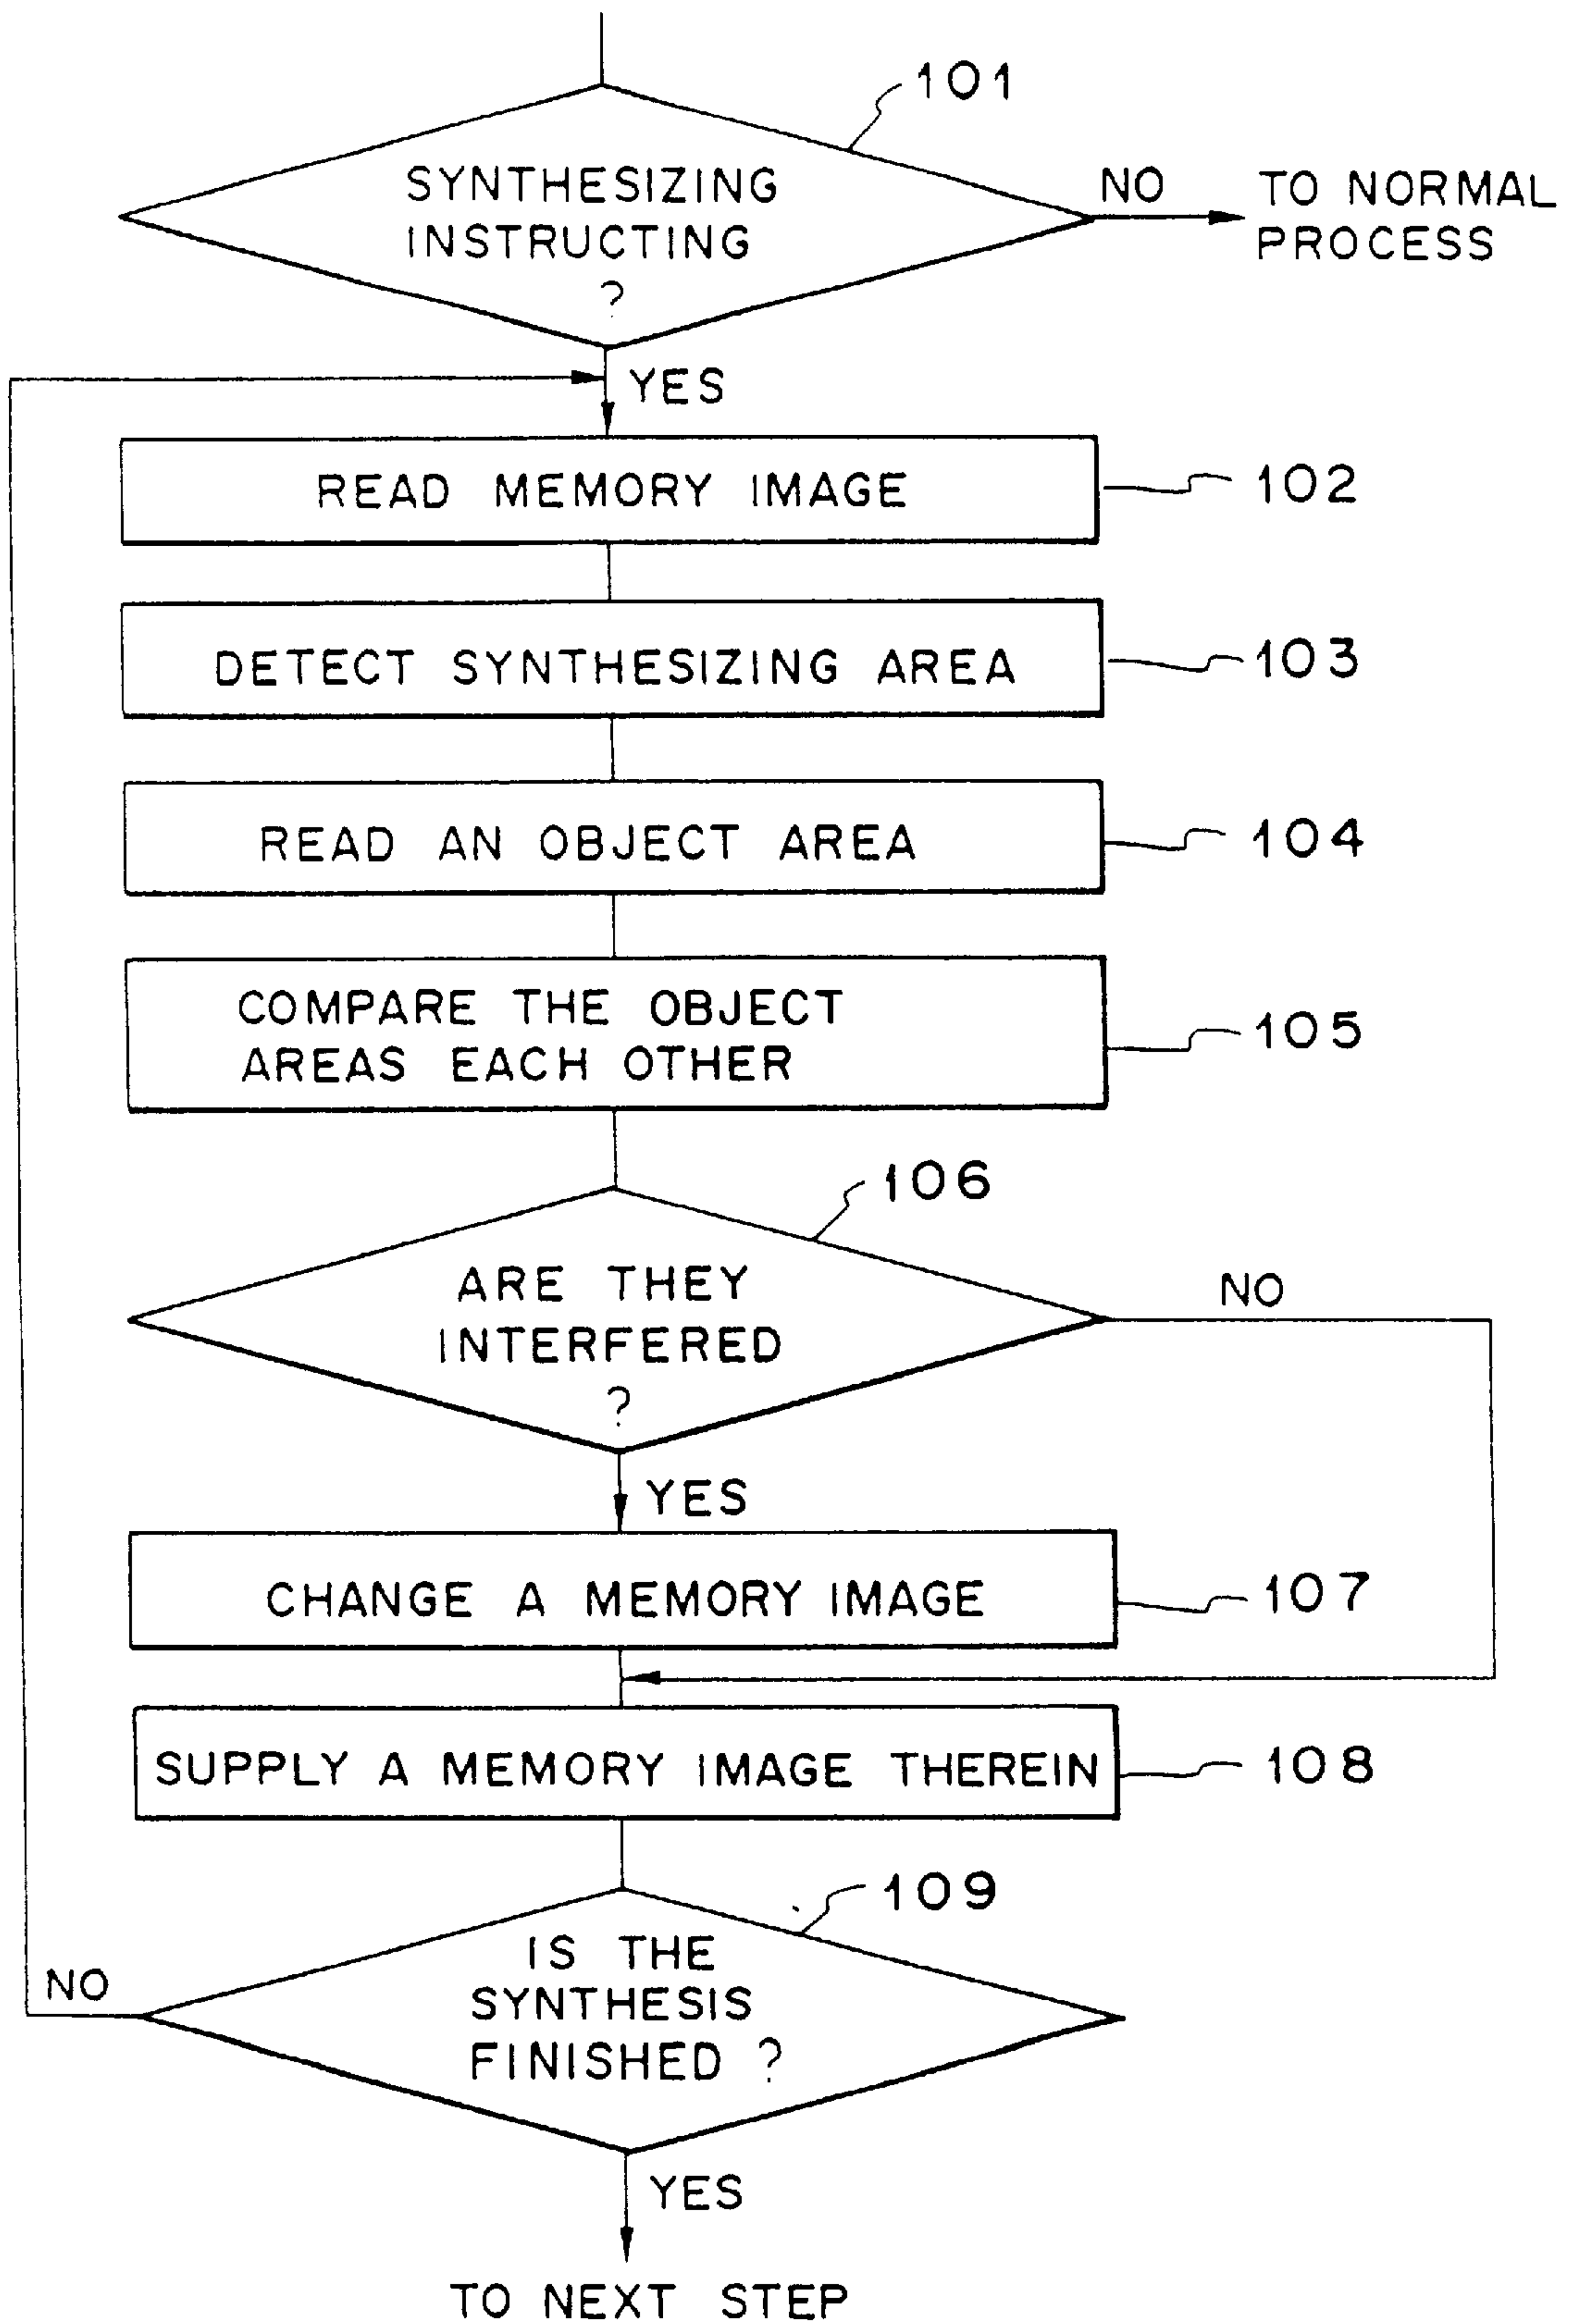 101
SYNTHESIZING
INSTRUCTING
?
NO
TO NORMAL
PROCESS
YES
READ MEMORY IMAGE
102
DETECT SYNTHESIZING AREA
103
READ AN OBJECT AREA
104
COMPARE THE OBJECT
AREAS EACH OTHER
105
106
ARE THEY
INTERFERED
?
NO
YES
CHANGE A MEMORY IMAGE
107
SUPPLY A MEMORY IMAGE THEREIN
108
109
IS THE
SYNTHESIS
FINISHED ?
NO
YES
TO NEXT STEP